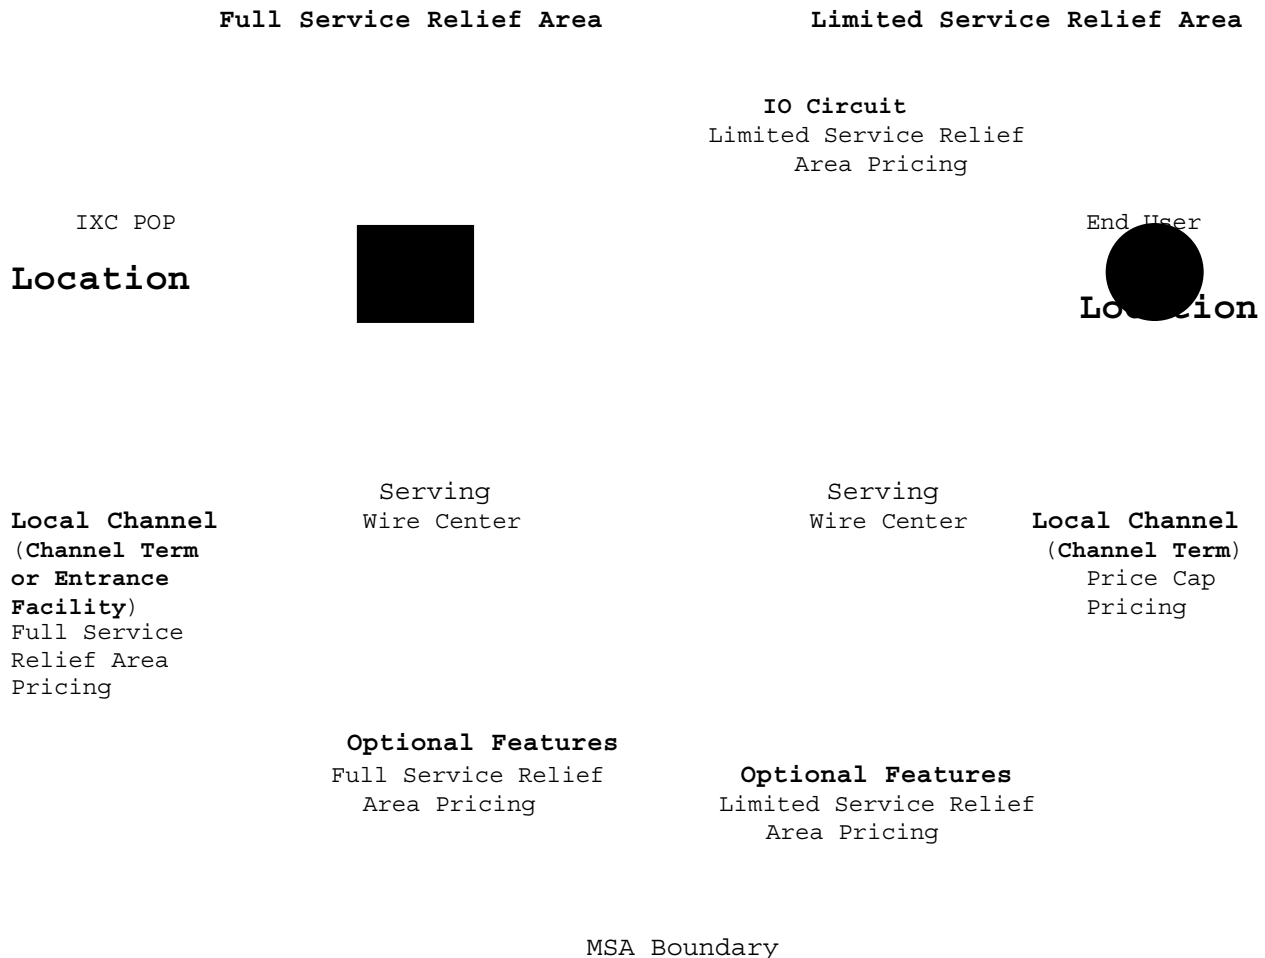 Full Service Relief Area
Limited Service Relief Area
IO Circuit
Limited Service Relief
Area Pricing
IXC POP
Location
End User
Serving
Wire Center
Serving
Wire Center
Local Channel
(Channel Term
or Entrance
Facility)
Full Service
Relief Area
Pricing
Local Channel
(Channel Term)
Price Cap
Pricing
Optional Features
Full Service Relief
Area Pricing
Optional Features
Limited Service Relief
Area Pricing
MSA Boundary